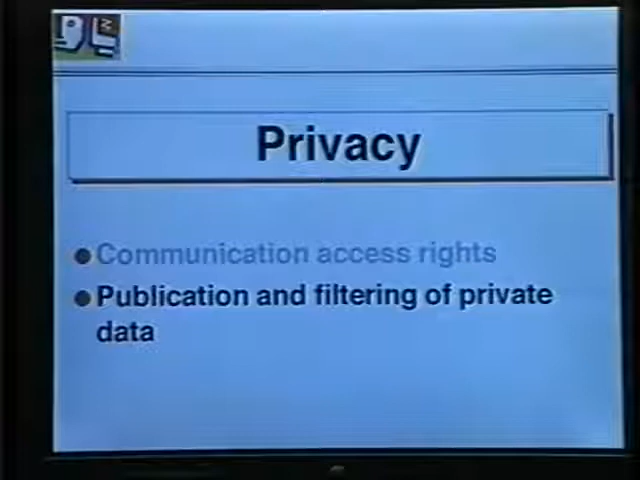 Privacy
Communication access rights
Publication and filtering of private
data